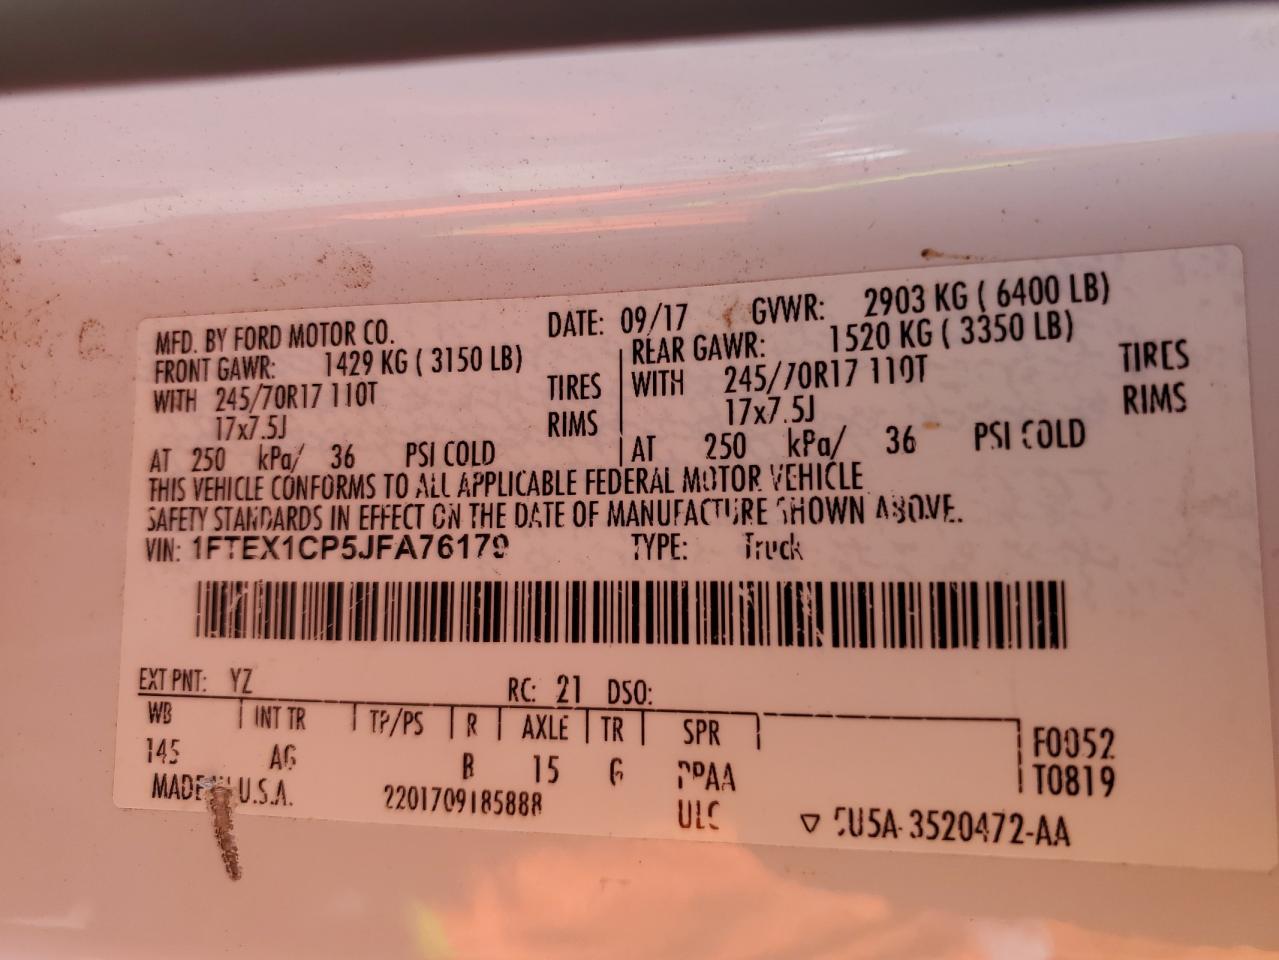 MFD. BY FORD MOTOR CO. DATE: 09/17 GVWR: 2903 KG ( 6400 LB)
FRONT GAWR: 1429 KG ( 3150 LB) REAR GAWR: 1520 KG ( 3350 LB)
WITH 245/70R17 110T TIRES WITH 245/70R17 110T TIRES
17x7.5J RIMS 17x7.5J RIMS
AT 250 kPa/ 36 PSI COLD AT 250 kPa/ 36 PSI COLD
THIS VEHICLE CONFORMS TO ALL APPLICABLE FEDERAL MOTOR VEHICLE
SAFETY STANDARDS IN EFFECT ON THE DATE OF MANUFACTURE SHOWN ABOVE.
VIN: 1FTEX1CP5JFA76179 TYPE: Truck
EXT PNT: YZ RC: 21 DSO:
WB INT TR TP/PS R AXLE TR SPR
145 AG B 15 G PPAA F0052
T0819
MADE IN U.S.A. 2201709185888 ULC ▽ 5U5A-3520472-AA